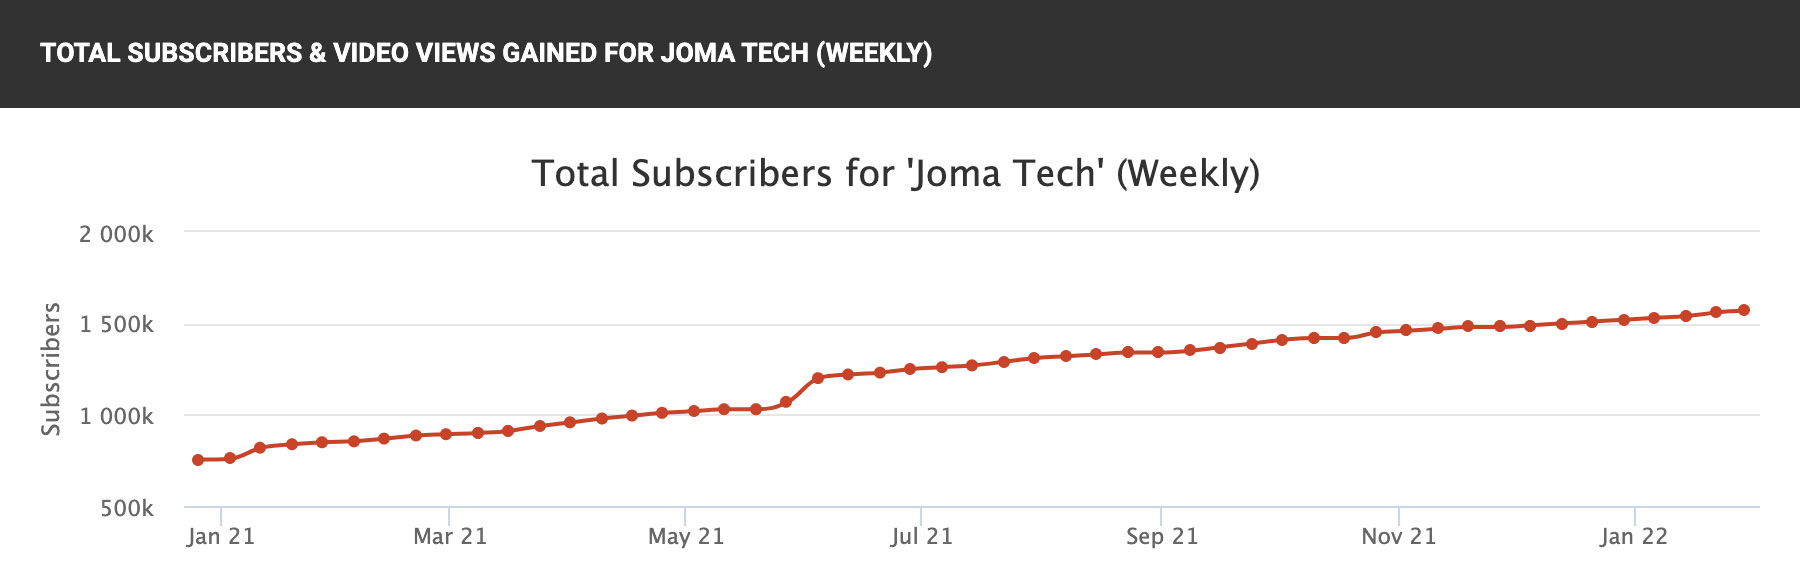 TOTAL SUBSCRIBERS & VIDEO VIEWS GAINED FOR JOMA TECH (WEEKLY)
Total Subscribers for 'Joma Tech' (Weekly)
2 000k
1 500k
1 000k
500k
Subscribers
Jan 21 Mar 21 May 21 Jul 21 Sep 21 Nov 21 Jan 22